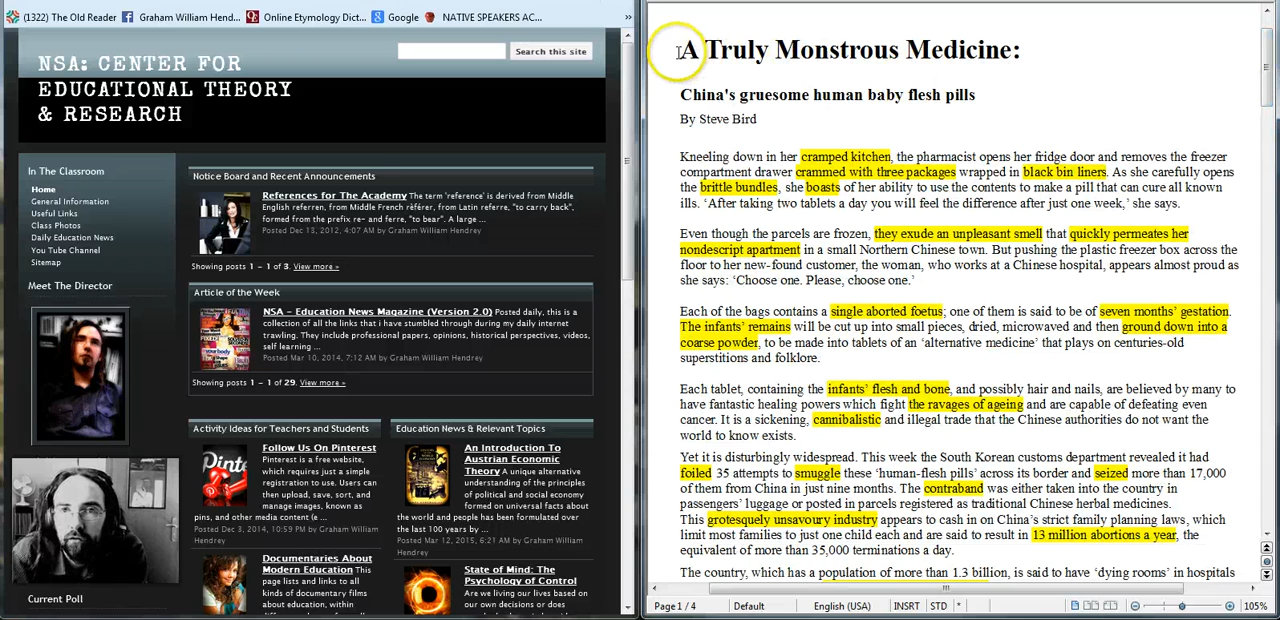 (1322) The Old Reader
Graham William Hend...
Online Etymology Dict...
Google
NATIVE SPEAKERS AC...
»
Search this site
NSA: CENTER FOR
EDUCATIONAL THEORY
& RESEARCH
In The Classroom
Home
General Information
Useful Links
Class Photos
Daily Education News
You Tube Channel
Sitemap
Meet The Director
Current Poll
Notice Board and Recent Announcements
References for The Academy The term 'reference' is derived from Middle
English referren, from Middle French référer, from Latin referre, "to carry back",
formed from the prefix re- and ferre, "to bear". A large ...
Posted Dec 13, 2012, 4:07 AM by Graham William Hendrey
Showing posts 1 - 1 of 3. View more »
Article of the Week
NSA - Education News Magazine (Version 2.0) Posted daily, this is a
collection of all the links that i have stumbled through during my daily internet
trawling. They include professional papers, opinions, historical perspectives, videos,
self learning ...
Posted Mar 10, 2014, 7:12 AM by Graham William Hendrey
Showing posts 1 - 1 of 29. View more »
Activity Ideas for Teachers and Students
Follow Us On Pinterest
Pinterest is a free website,
which requires just a simple
registration to use. Users can
then upload, save, sort, and
manage images, known as
pins, and other media content (e ...
Posted Dec 3, 2014, 10:59 PM by Graham William
Hendrey
Documentaries About
Modern Education This
page lists and links to all
kinds of documentary films
about education, within
Education News & Relevant Topics
An Introduction To
Austrian Economic
Theory A unique alternative
understanding of the
principles of political and
social economy
formed on universal facts about
the world and people has been formulated over
the last 100 years by ...
Posted Mar 12, 2015, 6:21 AM by Graham William
Hendrey
State of Mind: The
Psychology of Control
Are we living our lives based on
our own decisions or does
A Truly Monstrous Medicine:
China's gruesome human baby flesh pills
By Steve Bird
Kneeling down in her cramped kitchen, the pharmacist opens her fridge door and removes the freezer
compartment drawer crammed with three packages wrapped in black bin liners. As she carefully opens
the brittle bundles, she boasts of her ability to use the contents to make a pill that can cure all known
ills. 'After taking two tablets a day you will feel the difference after just one week,' she says.
Even though the parcels are frozen, they exude an unpleasant smell that quickly permeates her
nondescript apartment in a small Northern Chinese town. But pushing the plastic freezer box across the
floor to her new-found customer, the woman, who works at a Chinese hospital, appears almost proud as
she says: 'Choose one. Please, choose one.'
Each of the bags contains a single aborted foetus; one of them is said to be of seven months' gestation.
The infants' remains will be cut up into small pieces, dried, microwaved and then ground down into a
coarse powder, to be made into tablets of an 'alternative medicine' that plays on centuries-old
superstitions and folklore.
Each tablet, containing the infants' flesh and bone, and possibly hair and nails, are believed by many to
have fantastic healing powers which fight the ravages of ageing and are capable of defeating even
cancer. It is a sickening, cannibalistic and illegal trade that the Chinese authorities do not want the
world to know exists.
Yet it is disturbingly widespread. This week the South Korean customs department revealed it had
foiled 35 attempts to smuggle these 'human-flesh pills' across its border and seized more than 17,000
of them from China in just nine months. The contraband was either taken into the country in
passengers' luggage or posted in parcels registered as traditional Chinese herbal medicines.
This grotesquely unsavoury industry appears to cash in on China's strict family planning laws, which
limit most families to just one child each and are said to result in 13 million abortions a year, the
equivalent of more than 35,000 terminations a day.
The country, which has a population of more than 1.3 billion, is said to have 'dying rooms' in hospitals
Page 1 / 4
Default
English (USA)
INSRT
STD
*
105%